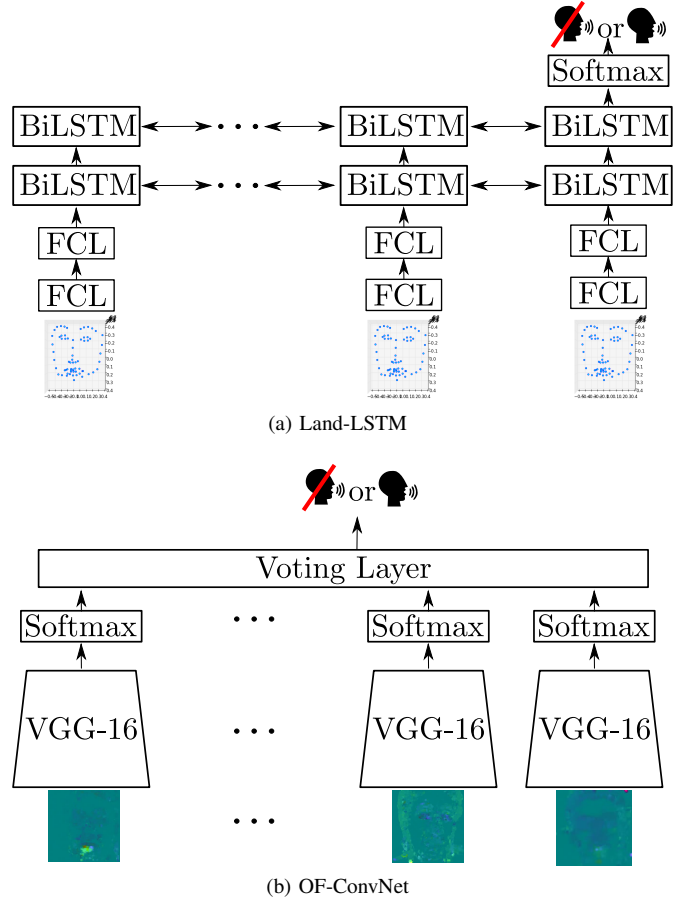 or
Softmax
BiLSTM BiLSTM BiLSTM
BiLSTM BiLSTM BiLSTM
FCL FCL FCL
FCL FCL FCL
(a) Land-LSTM
or
Voting Layer
Softmax ... Softmax Softmax
VGG-16 ... VGG-16 VGG-16
(b) OF-ConvNet